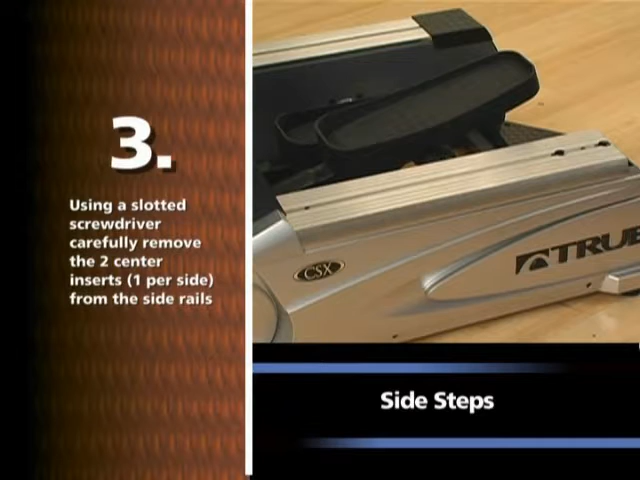 3.
Using a slotted
screwdriver
carefully remove
the 2 center
inserts (1 per side)
from the side rails
CSX
TRUE
Side Steps